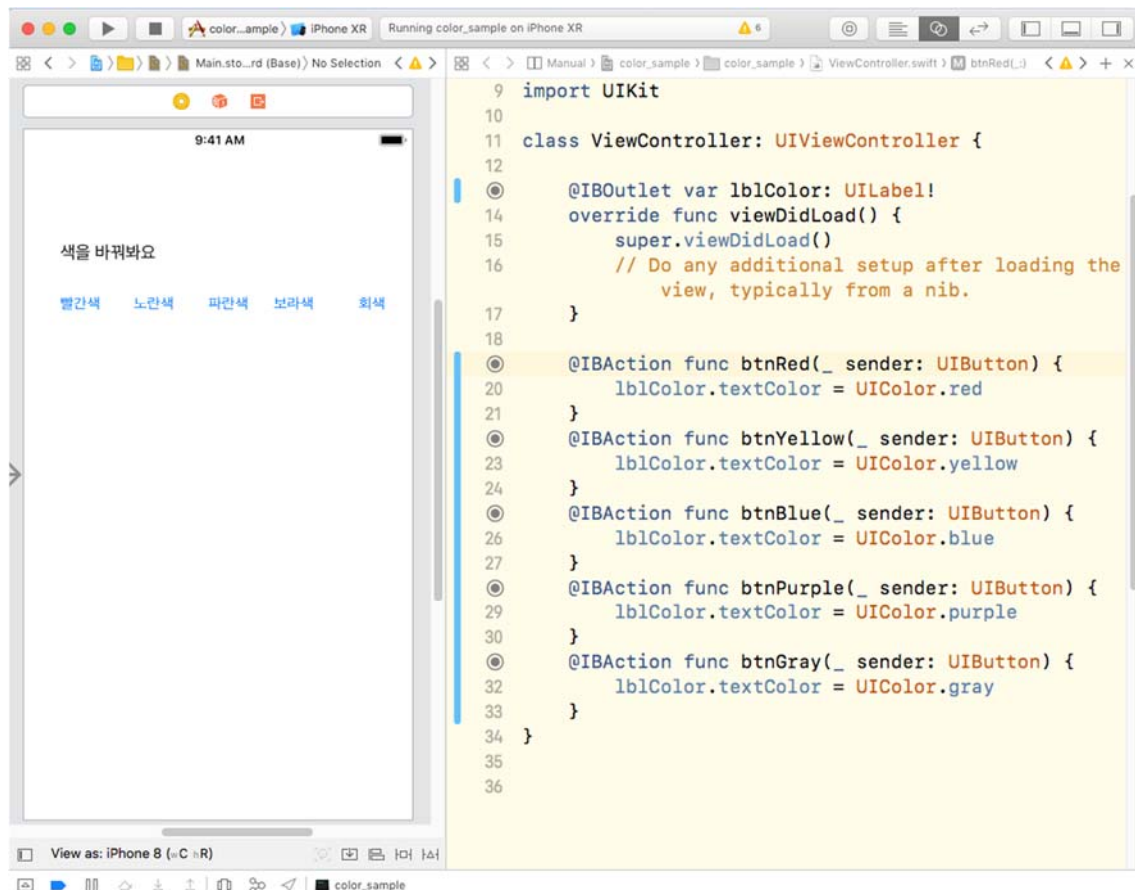 color...ample 〉 iPhone XR Running color_sample on iPhone XR 6
Main.sto...rd (Base) 〉 No Selection
Manual 〉 color_sample 〉 color_sample 〉 ViewController.swift 〉 M btnRed(_:)
9:41 AM
색을 바꿔봐요
빨간색 노란색 파란색 보라색 회색
View as: iPhone 8 (wC hR)
9 import UIKit
10
11 class ViewController: UIViewController {
12
@IBOutlet var lblColor: UILabel!
14 override func viewDidLoad() {
15 super.viewDidLoad()
16 // Do any additional setup after loading the
view, typically from a nib.
17 }
18
@IBAction func btnRed(_ sender: UIButton) {
20 lblColor.textColor = UIColor.red
21 }
@IBAction func btnYellow(_ sender: UIButton) {
23 lblColor.textColor = UIColor.yellow
24 }
@IBAction func btnBlue(_ sender: UIButton) {
26 lblColor.textColor = UIColor.blue
27 }
@IBAction func btnPurple(_ sender: UIButton) {
29 lblColor.textColor = UIColor.purple
30 }
@IBAction func btnGray(_ sender: UIButton) {
32 lblColor.textColor = UIColor.gray
33 }
34 }
35
36
color_sample